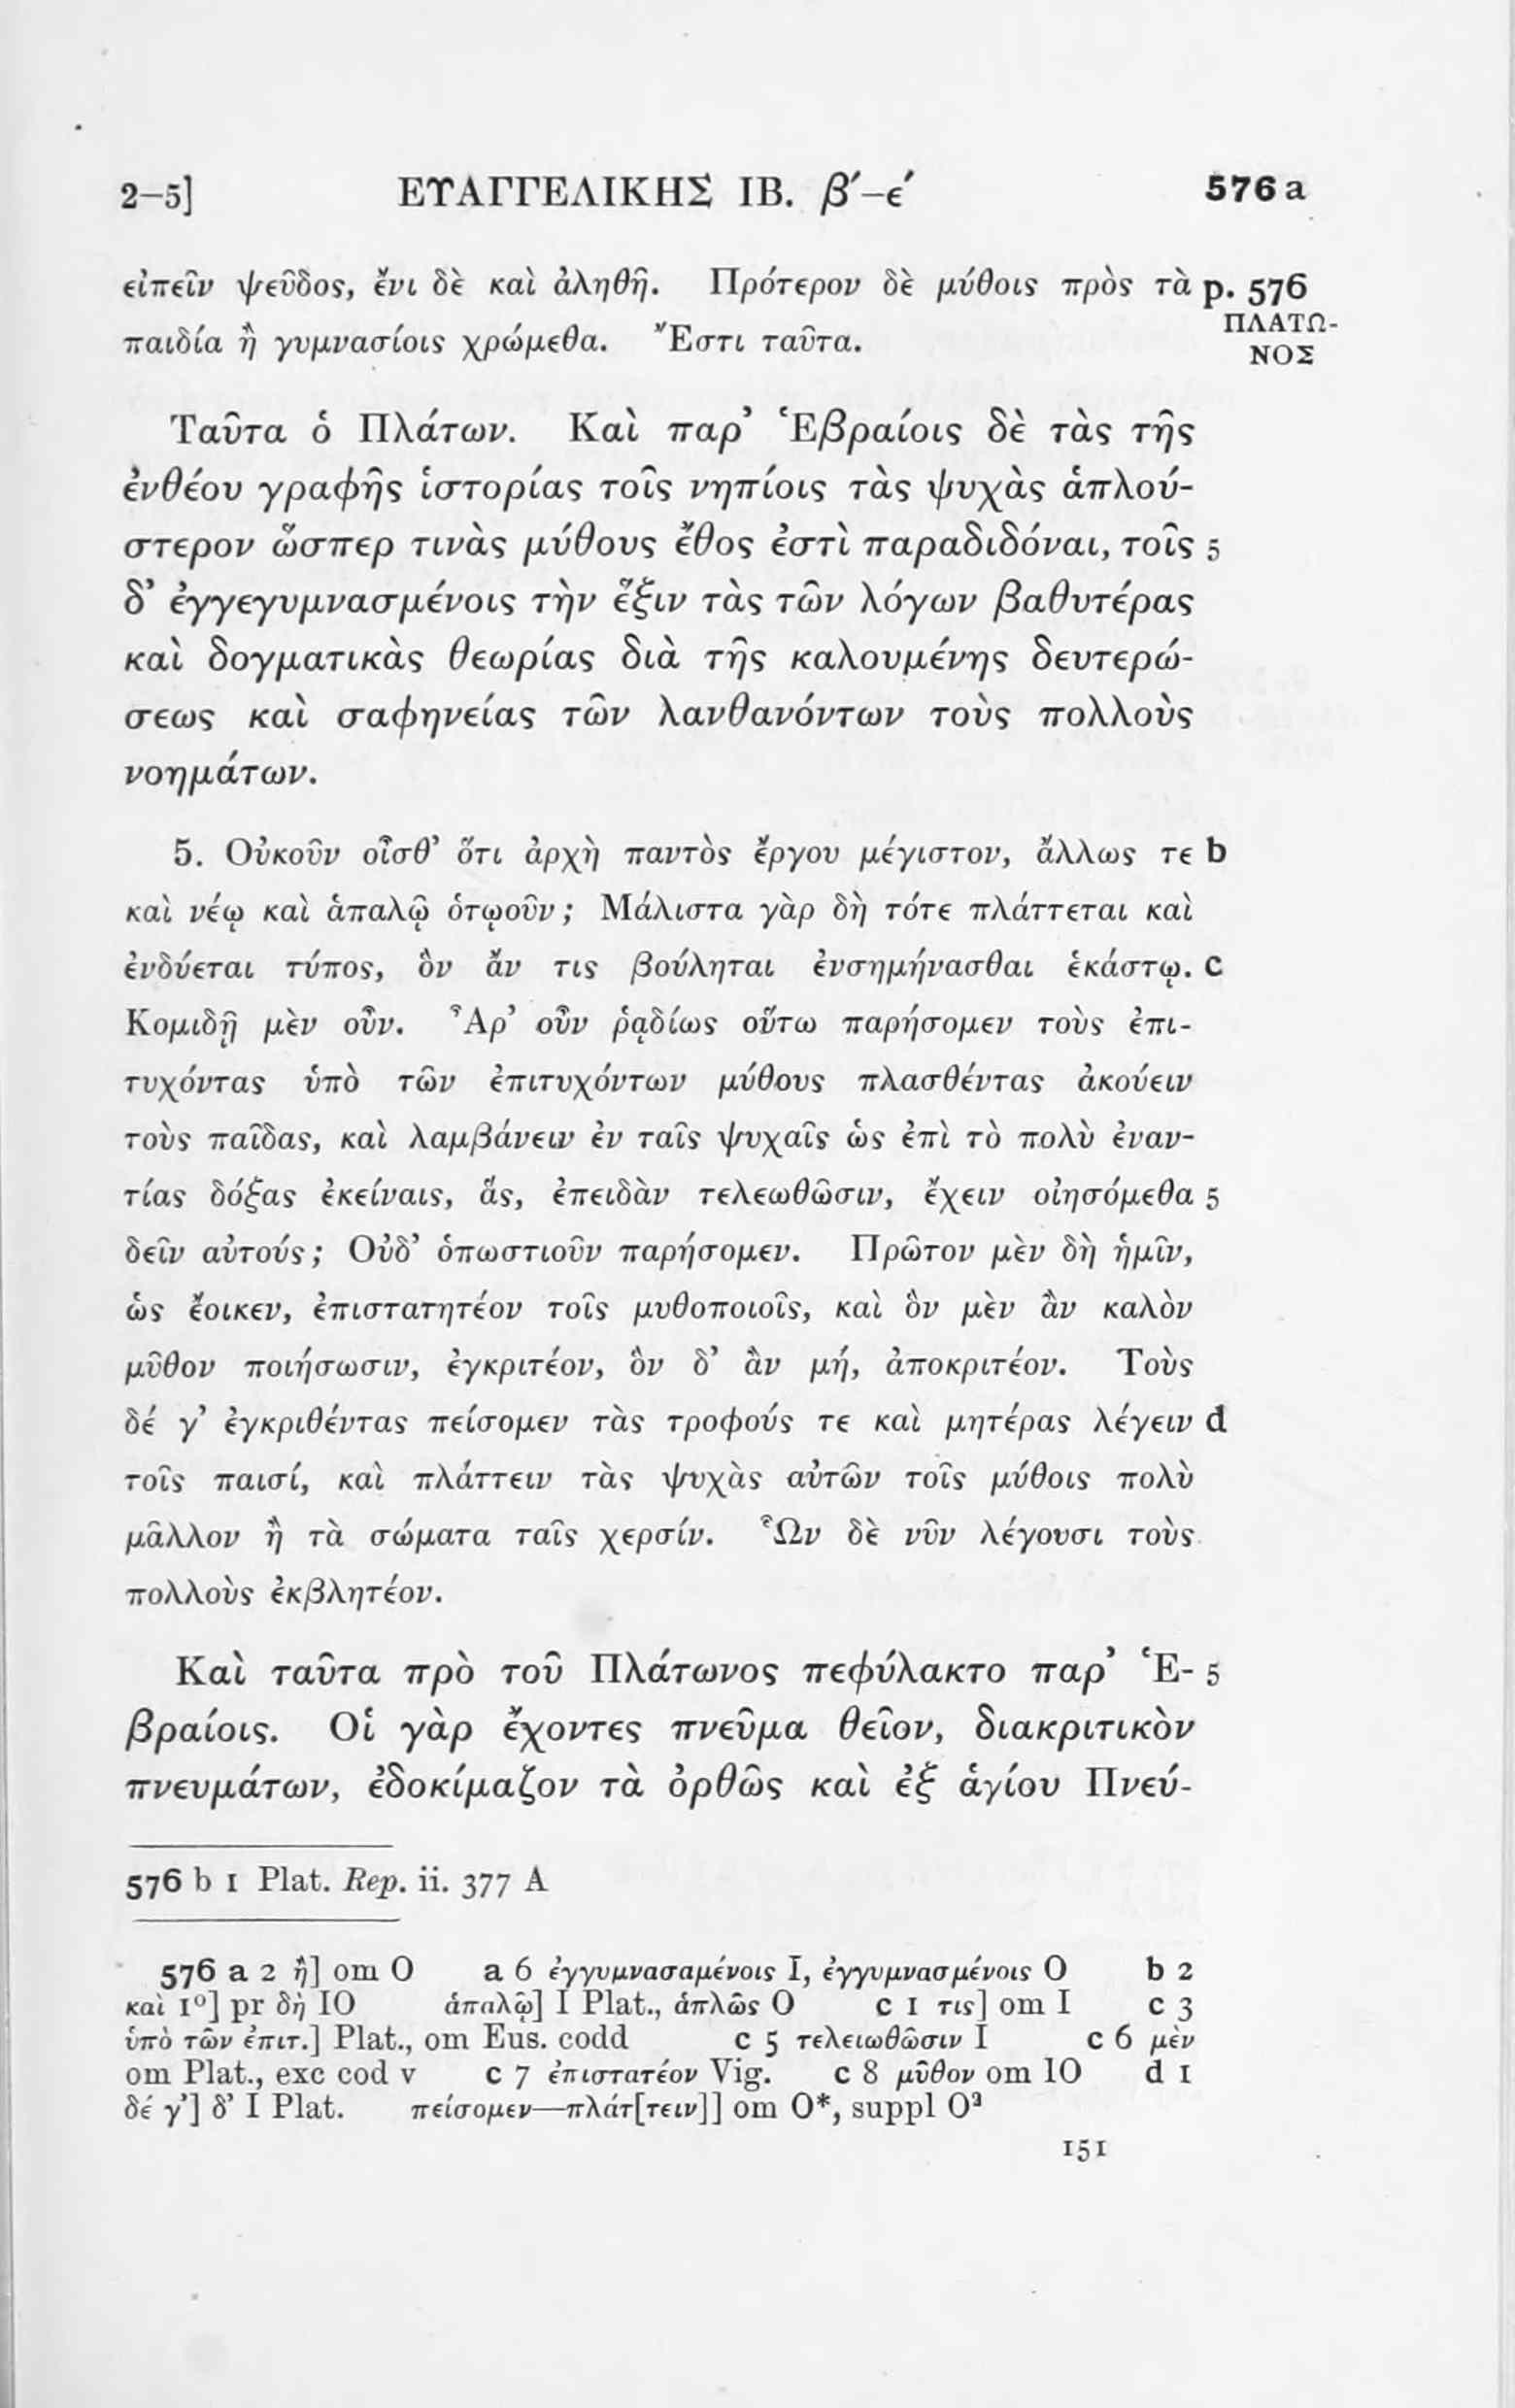 2–5] ΕΥΑΓΓΕΛΙΚΗΣ ΙΒ. β′–ε′ 576 a
εἰπεῖν ψεῦδος, ἔνι δὲ καὶ ἀληθῆ. Πρότερον δὲ μύθοις πρὸς τὰ p. 576
παιδία ἢ γυμνασίοις χρώμεθα. Ἔστι ταῦτα. ΠΛΑΤΩ-
ΝΟΣ
Ταῦτα ὁ Πλάτων. Καὶ παρ’ Ἑβραίοις δὲ τὰς τῆς
ἐνθέου γραφῆς ἱστορίας τοῖς νηπίοις τὰς ψυχὰς ἁπλού-
στερον ὥσπερ τινὰς μύθους ἔθος ἐστὶ παραδιδόναι, τοῖς 5
δ’ ἐγγεγυμνασμένοις τὴν ἕξιν τὰς τῶν λόγων βαθυτέρας
καὶ δογματικὰς θεωρίας διὰ τῆς καλουμένης δευτερώ-
σεως καὶ σαφηνείας τῶν λανθανόντων τοὺς πολλοὺς
νοημάτων.
5. Οὐκοῦν οἶσθ’ ὅτι ἀρχὴ παντὸς ἔργου μέγιστον, ἄλλως τε b
καὶ νέῳ καὶ ἁπαλῷ ὁτῳοῦν; Μάλιστα γὰρ δὴ τότε πλάττεται καὶ
ἐνδύεται τύπος, ὃν ἄν τις βούληται ἐνσημήνασθαι ἑκάστῳ. c
Κομιδῇ μὲν οὖν. Ἆρ’ οὖν ῥᾳδίως οὕτω παρήσομεν τοὺς ἐπι-
τυχόντας ὑπὸ τῶν ἐπιτυχόντων μύθους πλασθέντας ἀκούειν
τοὺς παῖδας, καὶ λαμβάνειν ἐν ταῖς ψυχαῖς ὡς ἐπὶ τὸ πολὺ ἐναν-
τίας δόξας ἐκείναις, ἅς, ἐπειδὰν τελεωθῶσιν, ἔχειν οἰησόμεθα 5
δεῖν αὐτούς; Οὐδ’ ὁπωστιοῦν παρήσομεν. Πρῶτον μὲν δὴ ἡμῖν,
ὡς ἔοικεν, ἐπιστατητέον τοῖς μυθοποιοῖς, καὶ ὃν μὲν ἂν καλὸν
μῦθον ποιήσωσιν, ἐγκριτέον, ὃν δ’ ἂν μή, ἀποκριτέον. Τοὺς
δέ γ’ ἐγκριθέντας πείσομεν τὰς τροφούς τε καὶ μητέρας λέγειν d
τοῖς παισί, καὶ πλάττειν τὰς ψυχὰς αὐτῶν τοῖς μύθοις πολὺ
μᾶλλον ἢ τὰ σώματα ταῖς χερσίν. Ὧν δὲ νῦν λέγουσι τοὺς
πολλοὺς ἐκβλητέον.
Καὶ ταῦτα πρὸ τοῦ Πλάτωνος πεφύλακτο παρ’ Ἑ- 5
βραίοις. Οἱ γὰρ ἔχοντες πνεῦμα θεῖον, διακριτικὸν
πνευμάτων, ἐδοκίμαζον τὰ ὀρθῶς καὶ ἐξ ἁγίου Πνεύ-
576 b 1 Plat. Rep. ii. 377 A
576 a 2 ἢ] om O a 6 ἐγγυμνασαμένοις I, ἐγγυμνασμένοις O b 2
καὶ 1°] pr δὴ IO ἁπαλῷ] I Plat., ἁπλῶς O c 1 τις] om I c 3
ὑπὸ τῶν ἐπιτ.] Plat., om Eus. codd c 5 τελειωθῶσιν I c 6 μὲν
om Plat., exc cod v c 7 ἐπιστατέον Vig. c 8 μῦθον om IO d 1
δέ γ’] δ’ I Plat. πείσομεν—πλάτ[τειν]] om O*, suppl O³
151